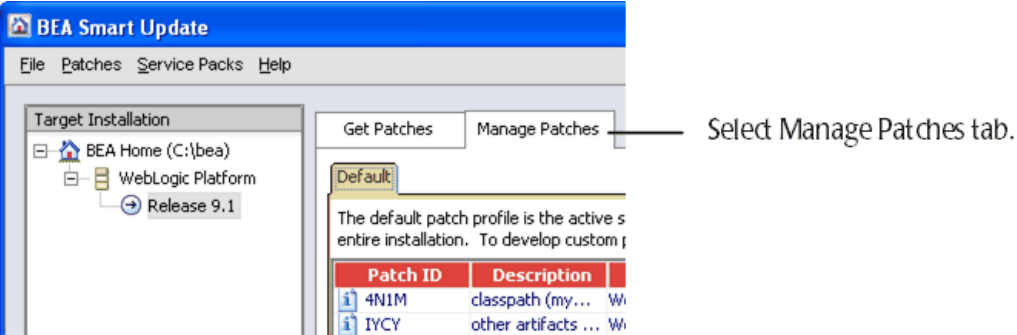 BEA Smart Update
File Patches Service Packs Help
Target Installation
BEA Home (C:\bea)
WebLogic Platform
Release 9.1
Get Patches
Manage Patches
Select Manage Patches tab.
Default
The default patch profile is the active s
entire installation. To develop custom p
Patch ID Description
4N1M classpath (my... We
IYCY other artifacts ... We